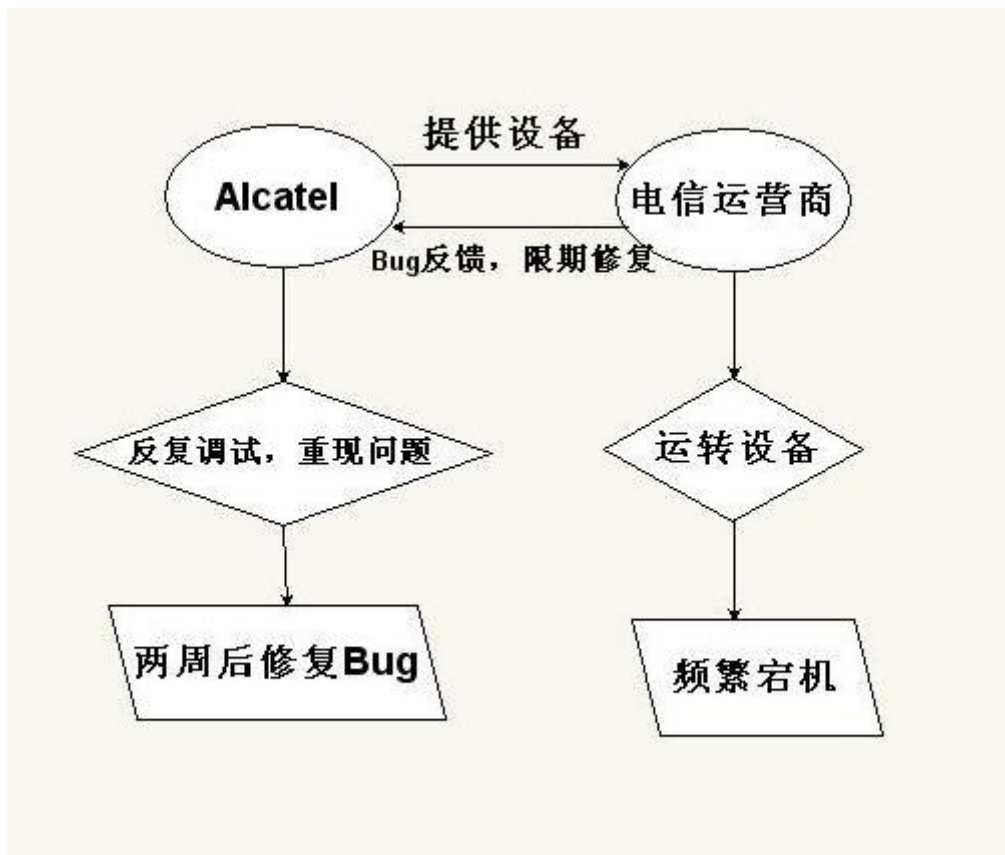 提供设备
Alcatel
电信运营商
Bug反馈，限期修复
反复调试，重现问题
运转设备
两周后修复Bug
频繁宕机